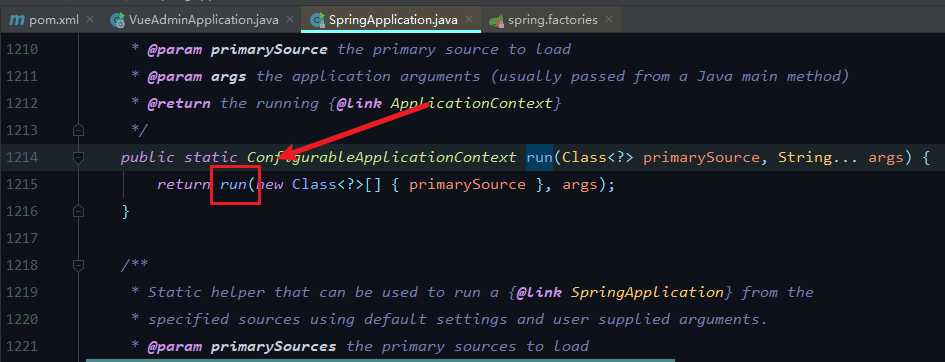 pom.xml VueAdminApplication.java SpringApplication.java spring.factories
1210 * @param primarySource the primary source to load
1211 * @param args the application arguments (usually passed from a Java main method)
1212 * @return the running {@link ApplicationContext}
1213 */
1214 public static ConfigurableApplicationContext run(Class<?> primarySource, String... args) {
1215 return run(new Class<?>[] { primarySource }, args);
1216 }
1217
1218 /**
1219 * Static helper that can be used to run a {@link SpringApplication} from the
1220 * specified sources using default settings and user supplied arguments.
1221 * @param primarySources the primary sources to load